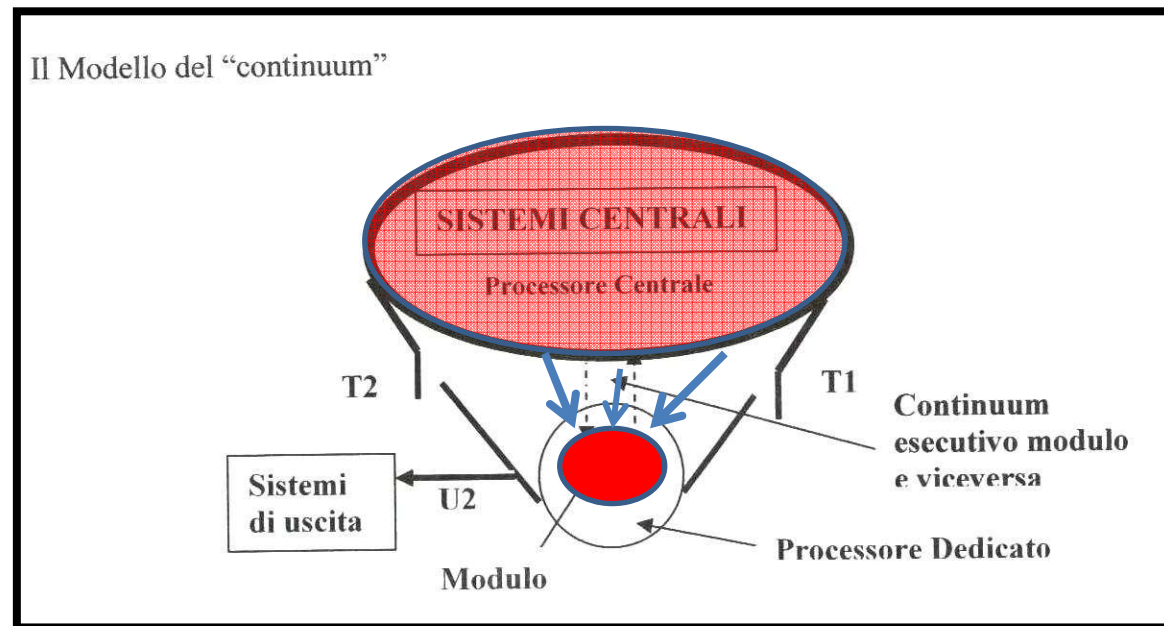 Il Modello del “continuum”
SISTEMI CENTRALI
Processore Centrale
T2
T1
Continuum
esecutivo modulo
e viceversa
Sistemi
di uscita
U2
Processore Dedicato
Modulo